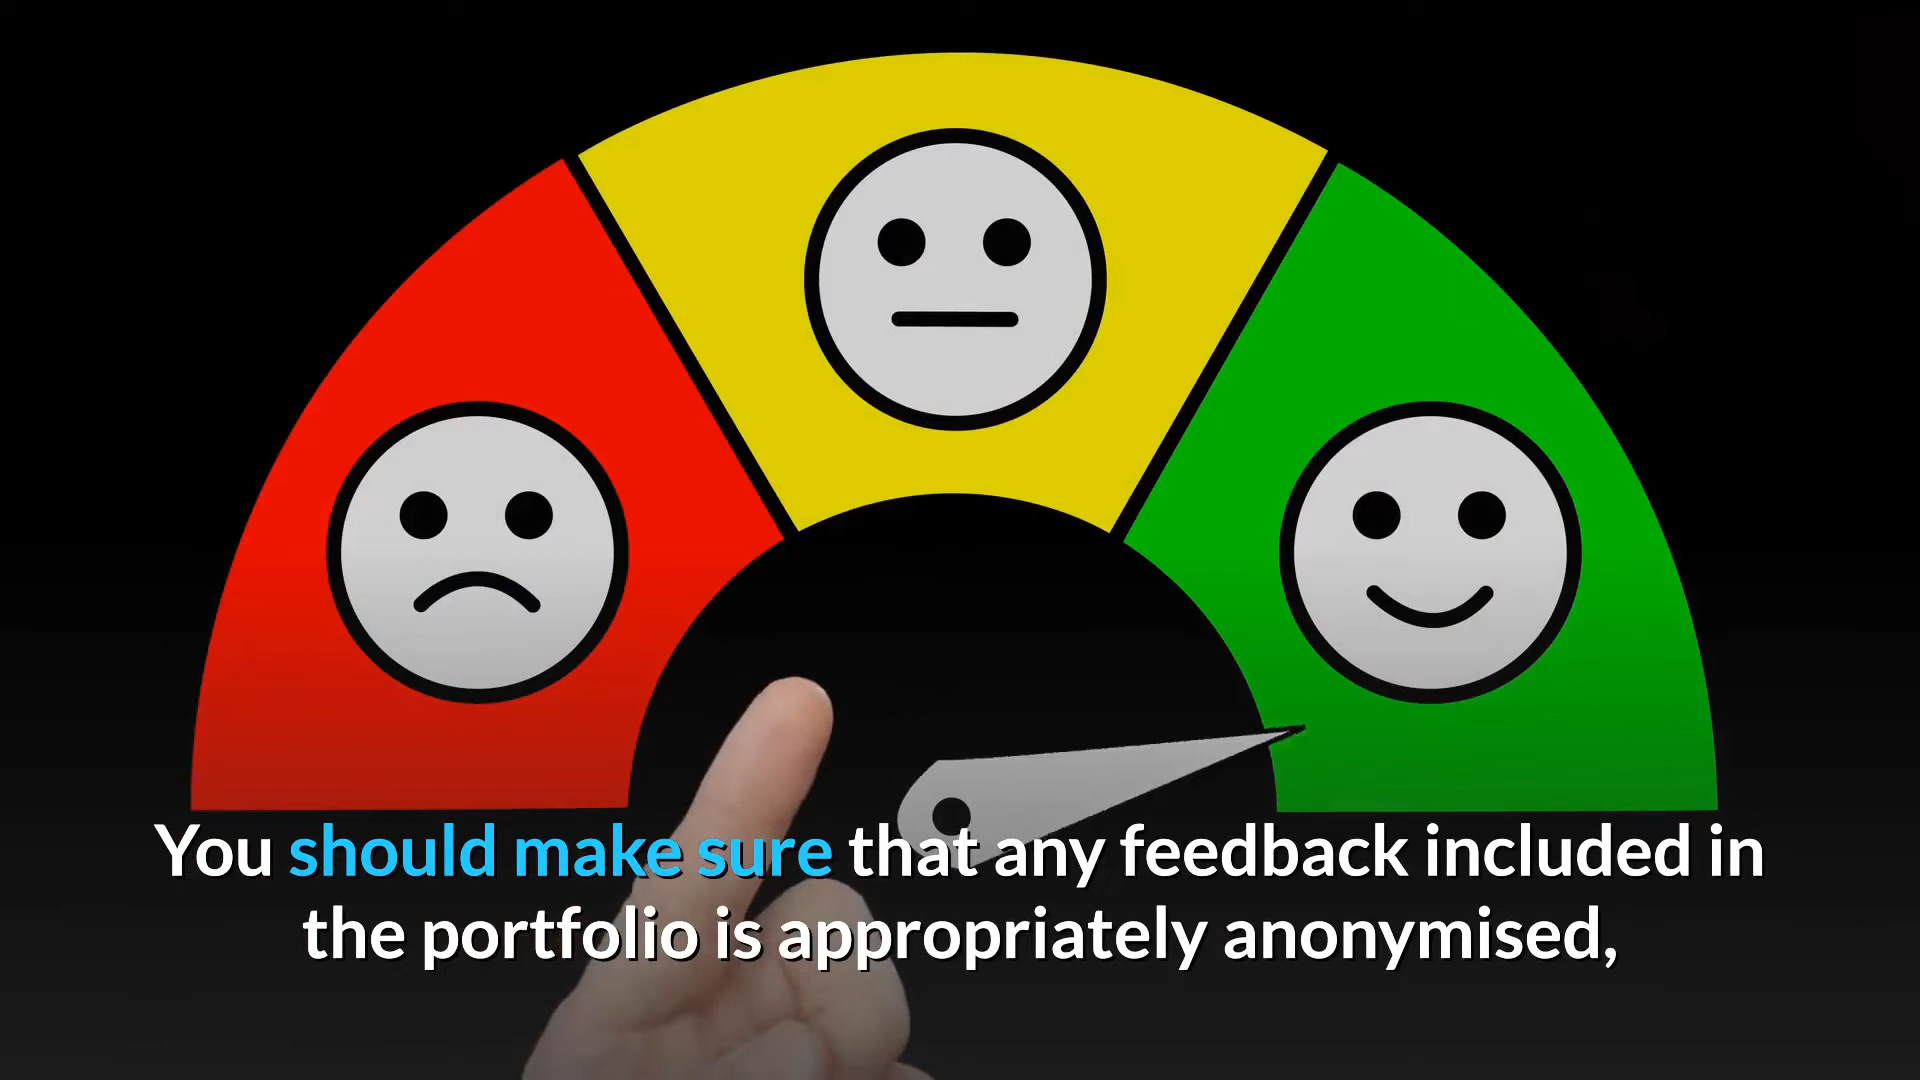 You should make sure that any feedback included in
the portfolio is appropriately anonymised,